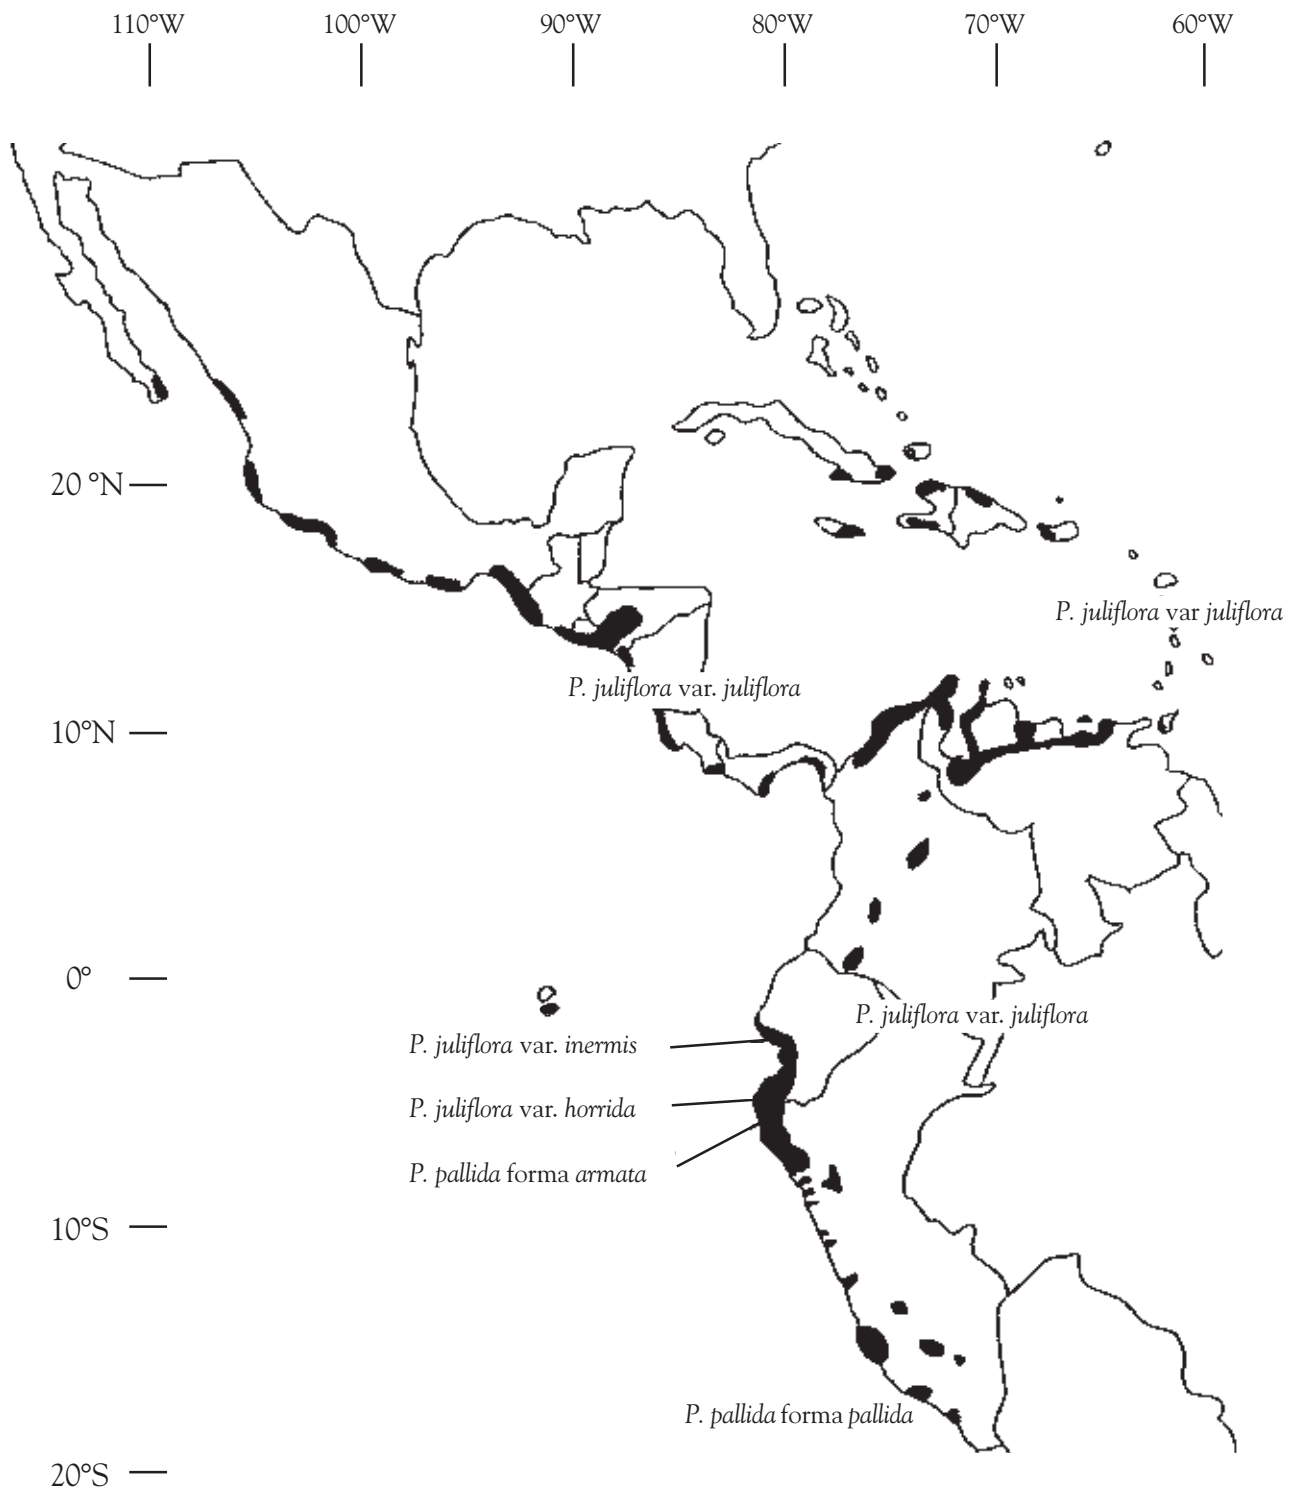 110°W 100°W 90°W 80°W 70°W 60°W
20 °N
P. juliflora var juliflora
P. juliflora var. juliflora
10°N
0°
P. juliflora var. juliflora
P. juliflora var. inermis
P. juliflora var. horrida
P. pallida forma armata
10°S
P. pallida forma pallida
20°S